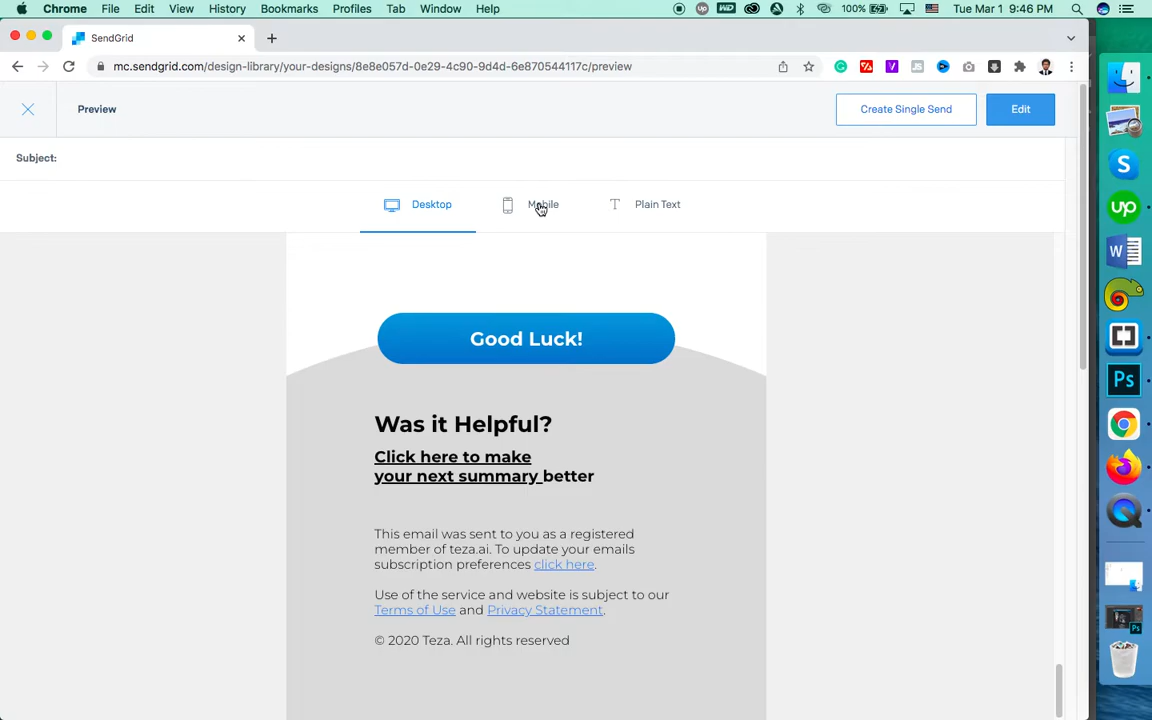 Chrome File Edit View History Bookmarks Profiles Tab Window Help
up WD 100% Tue Mar 1 9:46 PM
SendGrid
mc.sendgrid.com/design-library/your-designs/8e8e057d-0e29-4c90-9d4d-6e870544117c/preview
Preview
Create Single Send
Edit
Subject:
Desktop
Mobile
Plain Text
Good Luck!
Was it Helpful?
Click here to make
your next summary better
This email was sent to you as a registered
member of teza.ai. To update your emails
subscription preferences click here.
Use of the service and website is subject to our
Terms of Use and Privacy Statement.
© 2020 Teza. All rights reserved
S
up
W
Ps